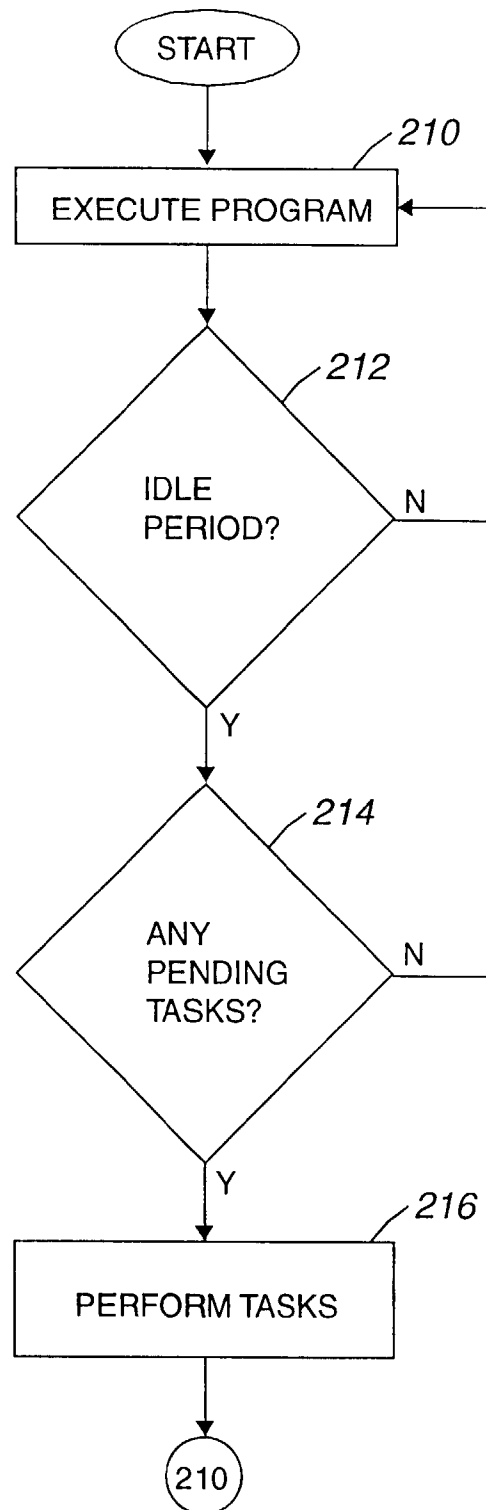 START
210
EXECUTE PROGRAM
212
IDLE
PERIOD?
N
Y
214
ANY
PENDING
TASKS?
N
Y
216
PERFORM TASKS
210